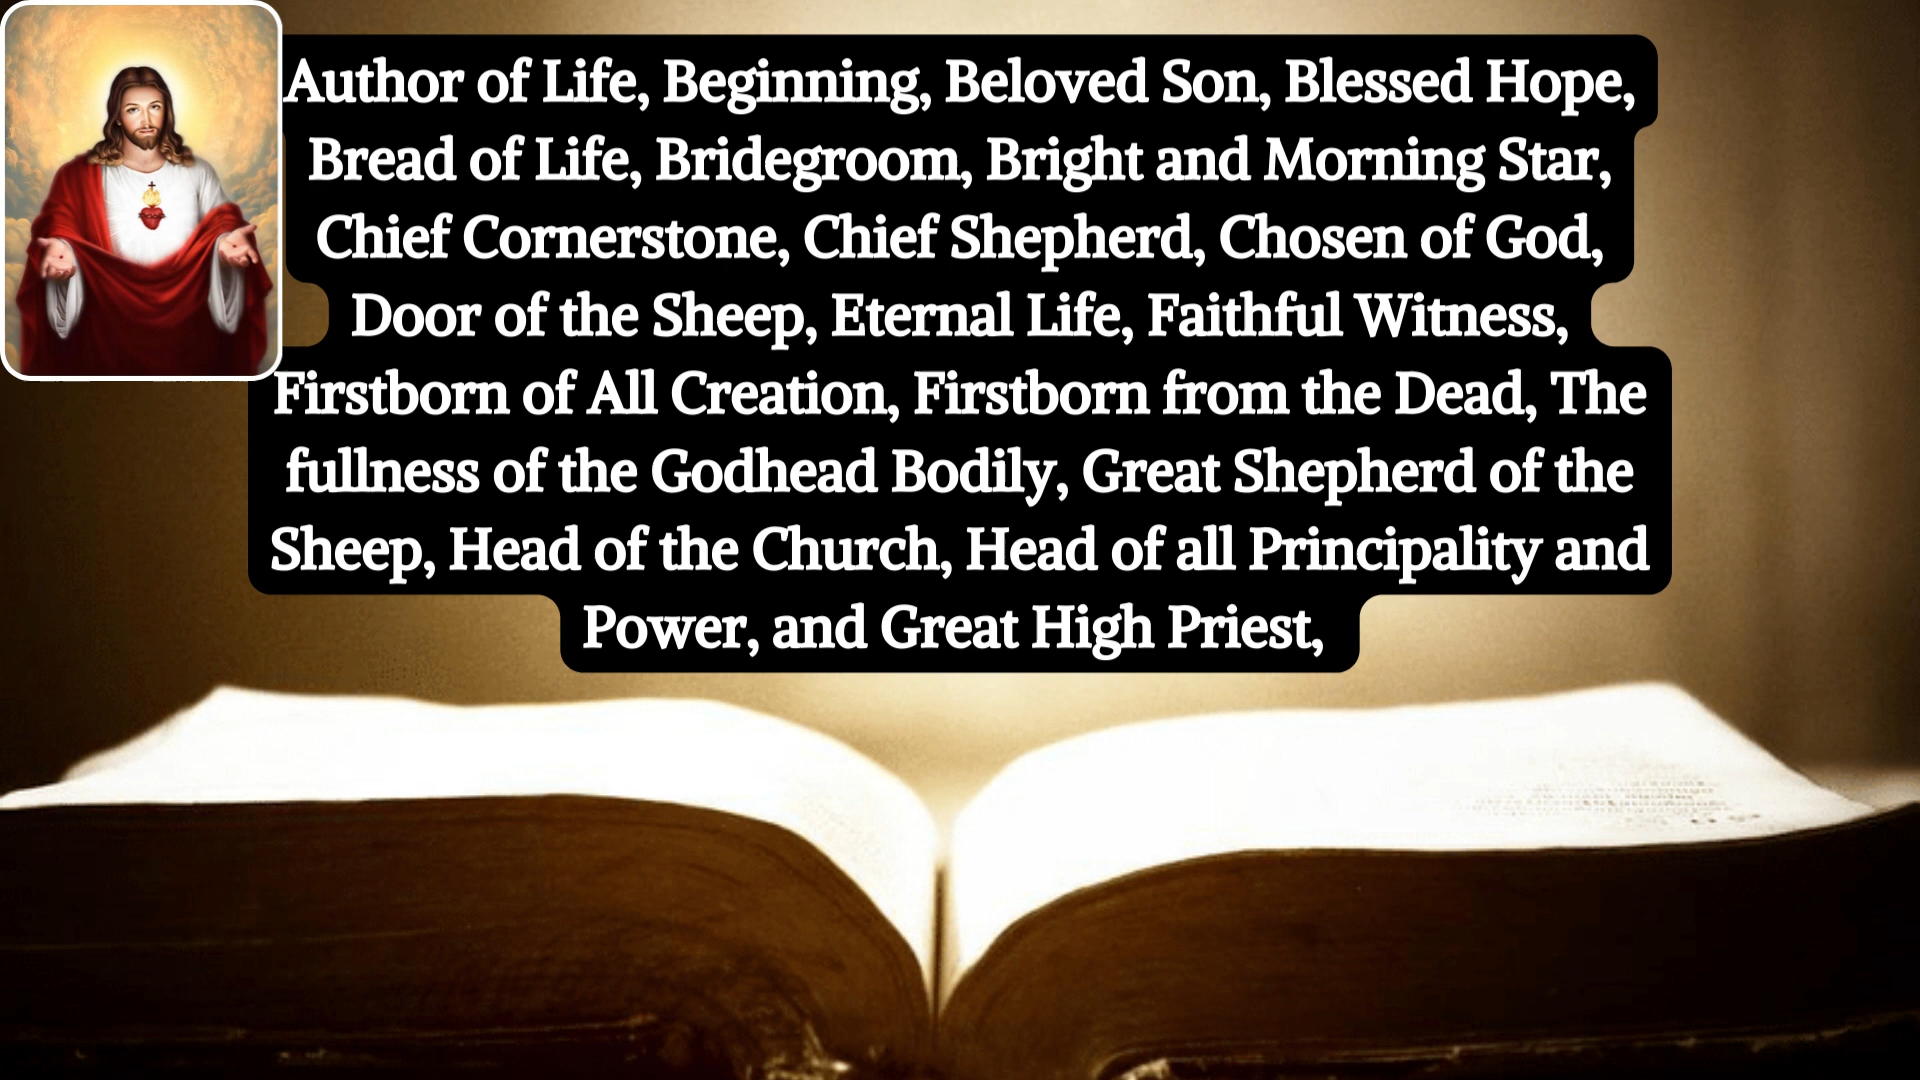 Author of Life, Beginning, Beloved Son, Blessed Hope,
Bread of Life, Bridegroom, Bright and Morning Star,
Chief Cornerstone, Chief Shepherd, Chosen of God,
Door of the Sheep, Eternal Life, Faithful Witness,
Firstborn of All Creation, Firstborn from the Dead, The
fullness of the Godhead Bodily, Great Shepherd of the
Sheep, Head of the Church, Head of all Principality and
Power, and Great High Priest,